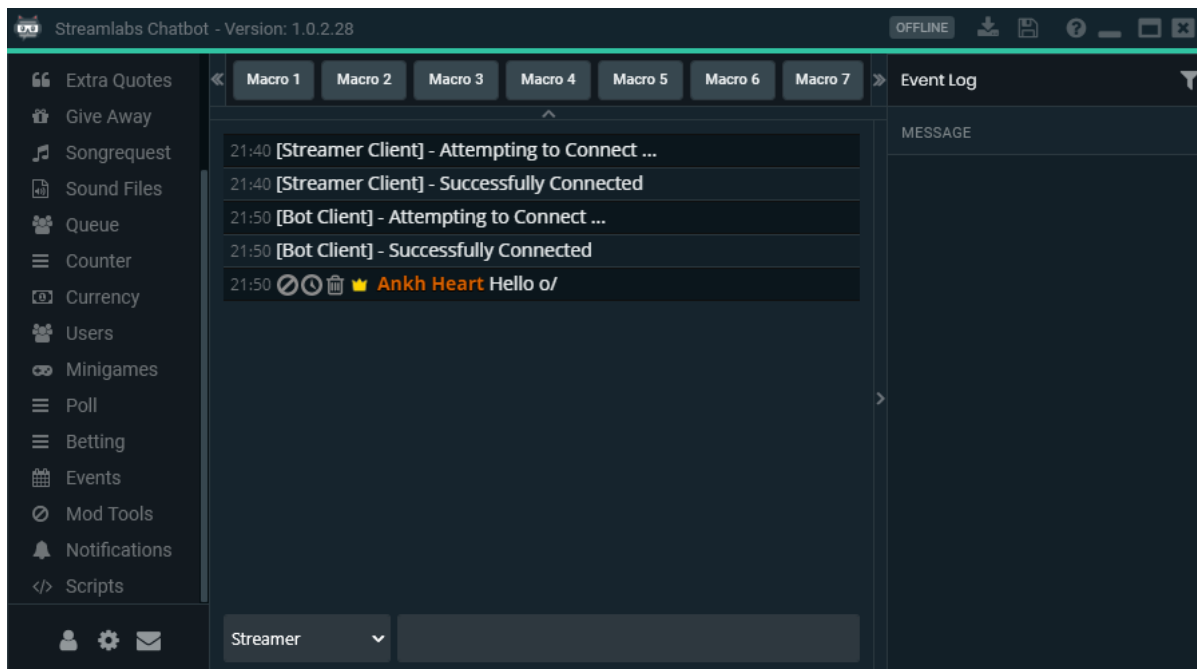 Streamlabs Chatbot - Version: 1.0.2.28
OFFLINE
Extra Quotes
Give Away
Songrequest
Sound Files
Queue
Counter
Currency
Users
Minigames
Poll
Betting
Events
Mod Tools
Notifications
Scripts
Macro 1 Macro 2 Macro 3 Macro 4 Macro 5 Macro 6 Macro 7
21:40 [Streamer Client] - Attempting to Connect ...
21:40 [Streamer Client] - Successfully Connected
21:50 [Bot Client] - Attempting to Connect ...
21:50 [Bot Client] - Successfully Connected
21:50 Ankh Heart Hello o/
Streamer
Event Log
MESSAGE